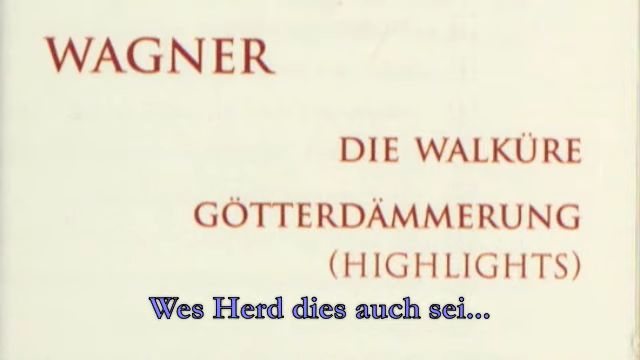 WAGNER
DIE WALKÜRE
GÖTTERDÄMMERUNG
(HIGHLIGHTS)
Wes Herd dies auch sei...